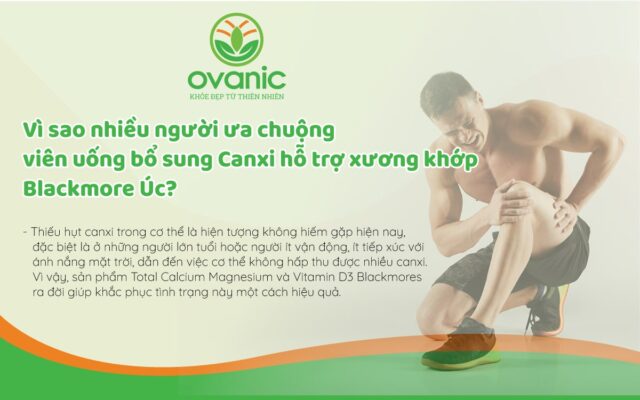 ovanic
KHỎE ĐẸP TỪ THIÊN NHIÊN
Vì sao nhiều người ưa chuộng
viên uống bổ sung Canxi hỗ trợ xương khớp
Blackmore Úc?
- Thiếu hụt canxi trong cơ thể là hiện tượng không hiếm gặp hiện nay,
đặc biệt là ở những người lớn tuổi hoặc người ít vận động, ít tiếp xúc với
ánh nắng mặt trời, dẫn đến việc cơ thể không hấp thu được nhiều canxi.
Vì vậy, sản phẩm Total Calcium Magnesium và Vitamin D3 Blackmores
ra đời giúp khắc phục tình trạng này một cách hiệu quả.